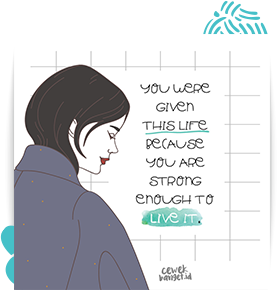 YOU WERE
GIVEN
THIS LIFE
BECAUSE
YOU ARE
STRONG
ENOUGH TO
LIVE IT.
cewek
banget.id